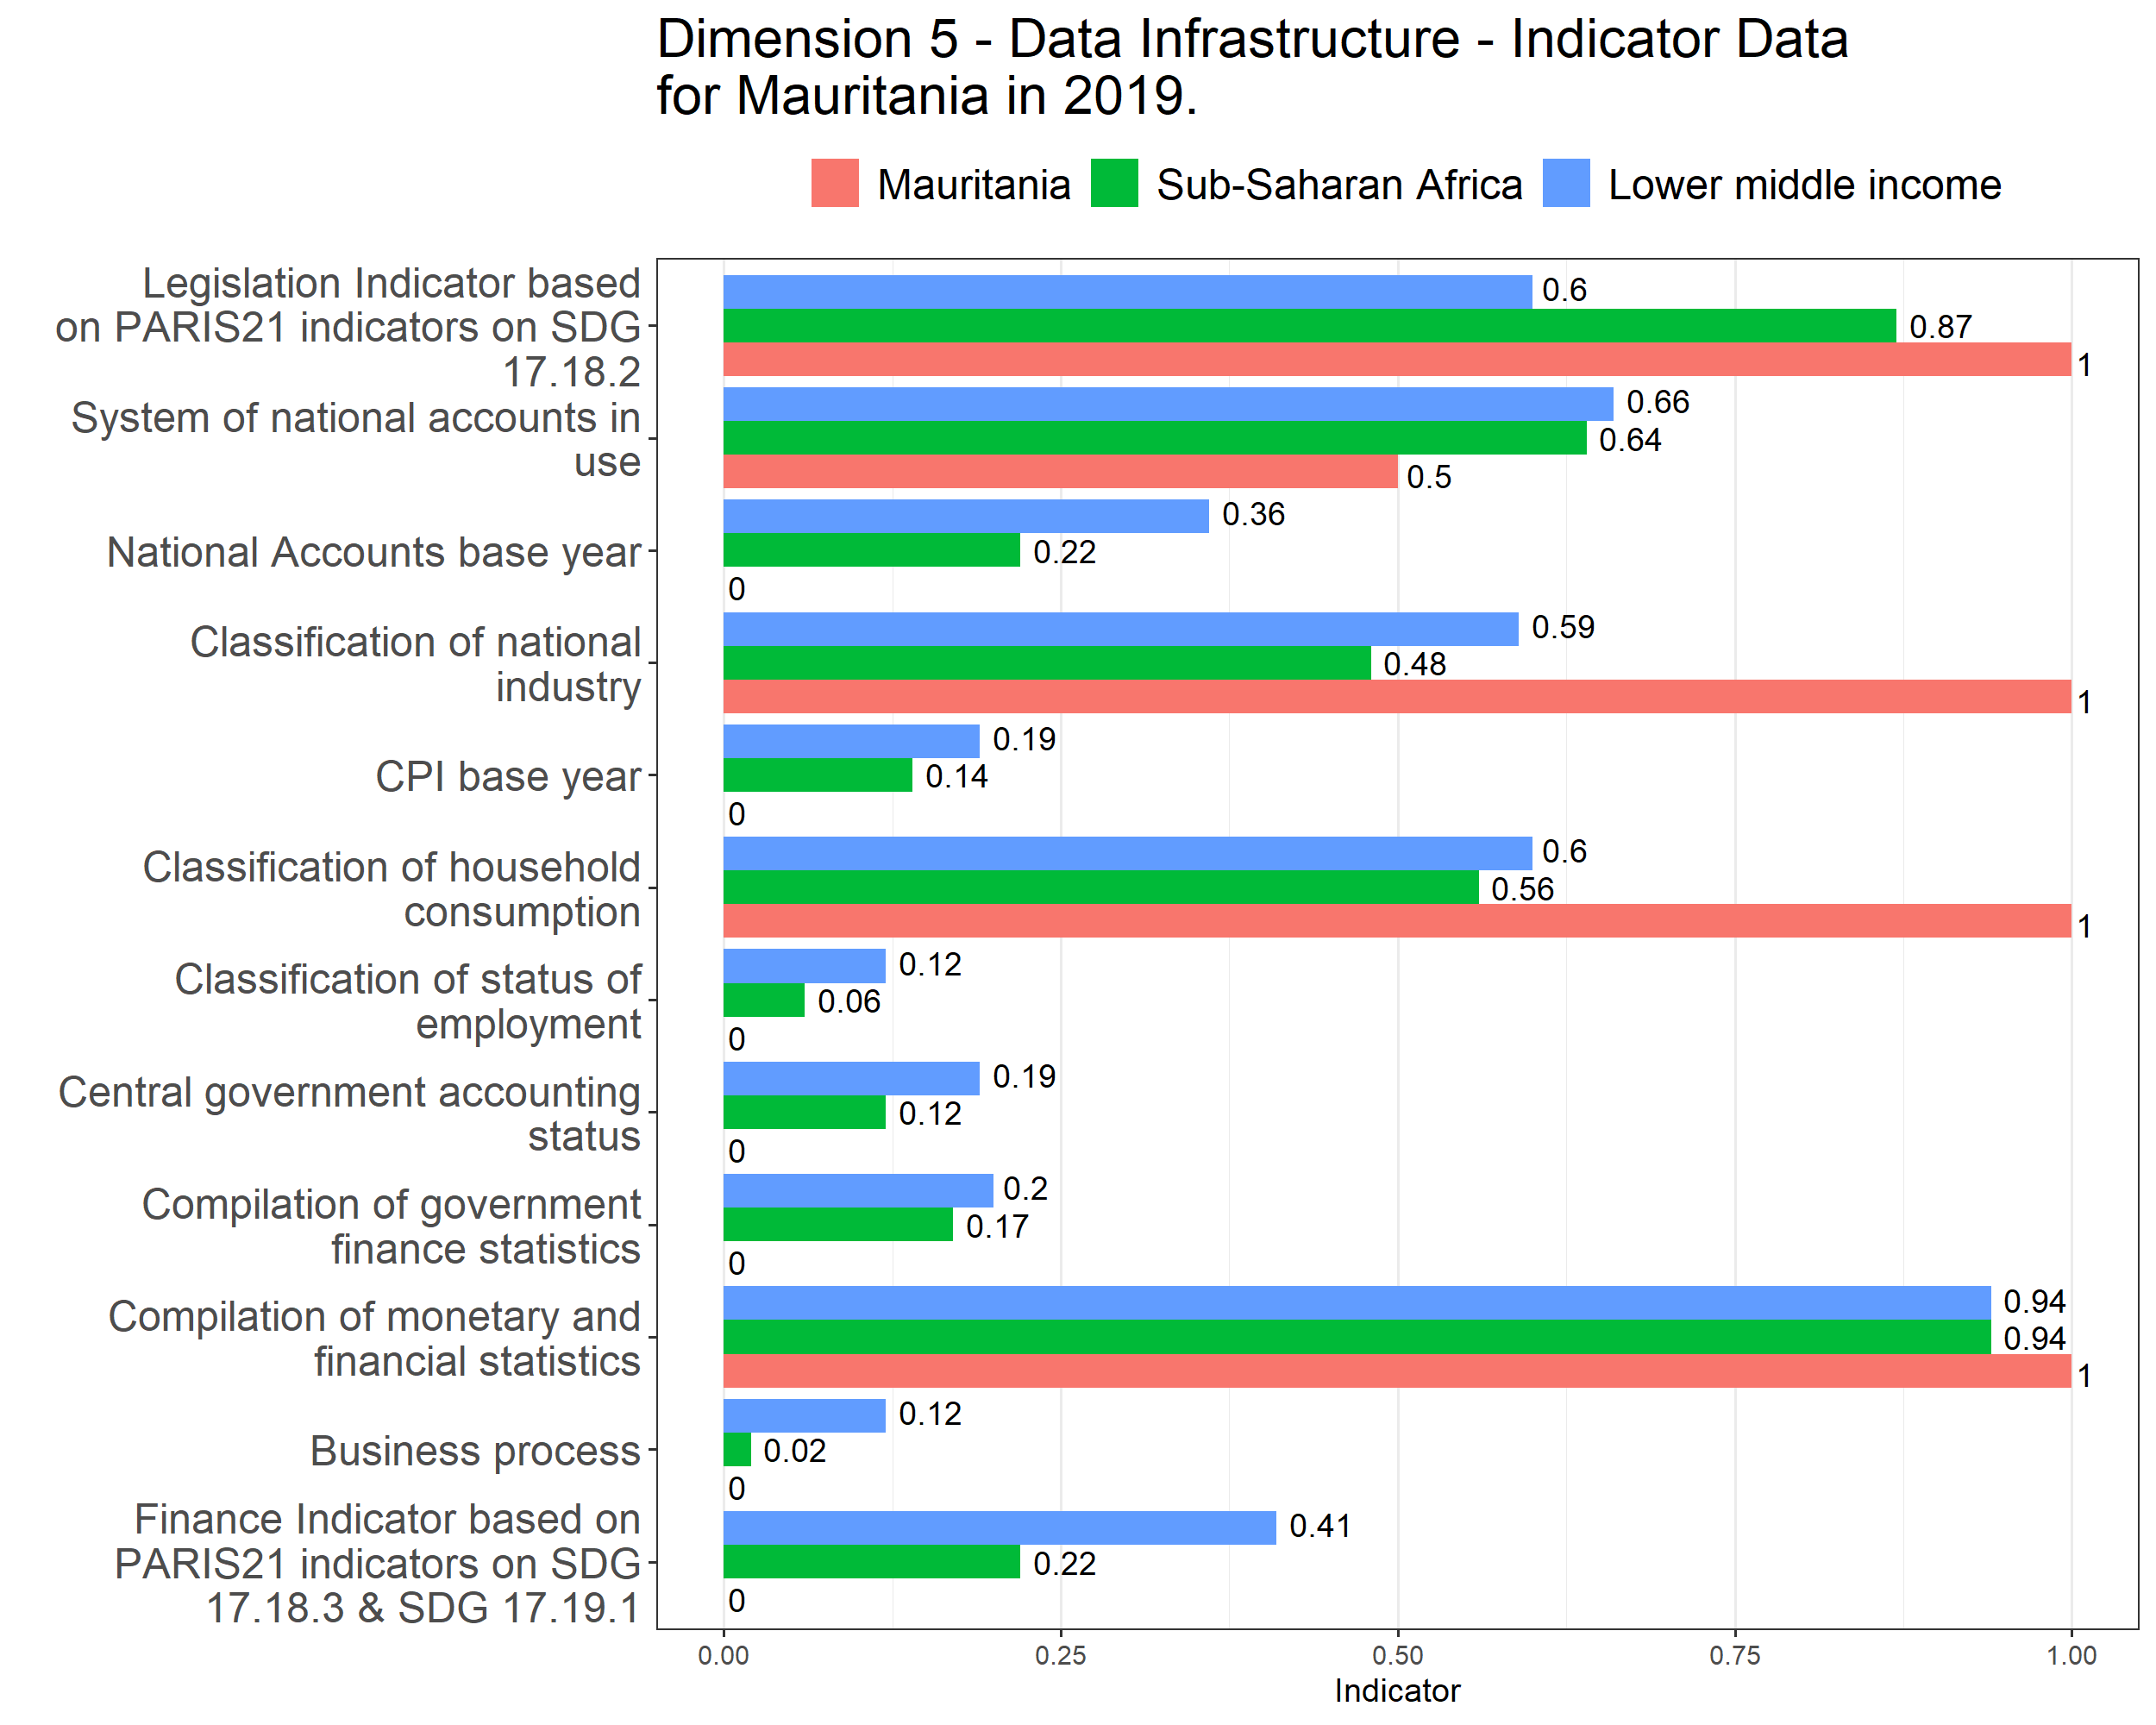 Dimension 5 - Data Infrastructure - Indicator Data
for Mauritania in 2019.
Mauritania Sub-Saharan Africa Lower middle income
Legislation Indicator based
on PARIS21 indicators on SDG
17.18.2
0.6
0.87
1
System of national accounts in
use
0.66
0.64
0.5
National Accounts base year
0.36
0.22
0
Classification of national
industry
0.59
0.48
1
CPI base year
0.19
0.14
0
Classification of household
consumption
0.6
0.56
1
Classification of status of
employment
0.12
0.06
0
Central government accounting
status
0.19
0.12
0
Compilation of government
finance statistics
0.2
0.17
0
Compilation of monetary and
financial statistics
0.94
0.94
1
Business process
0.12
0.02
0
Finance Indicator based on
PARIS21 indicators on SDG
17.18.3 & SDG 17.19.1
0.41
0.22
0
0.00 0.25 0.50 0.75 1.00
Indicator